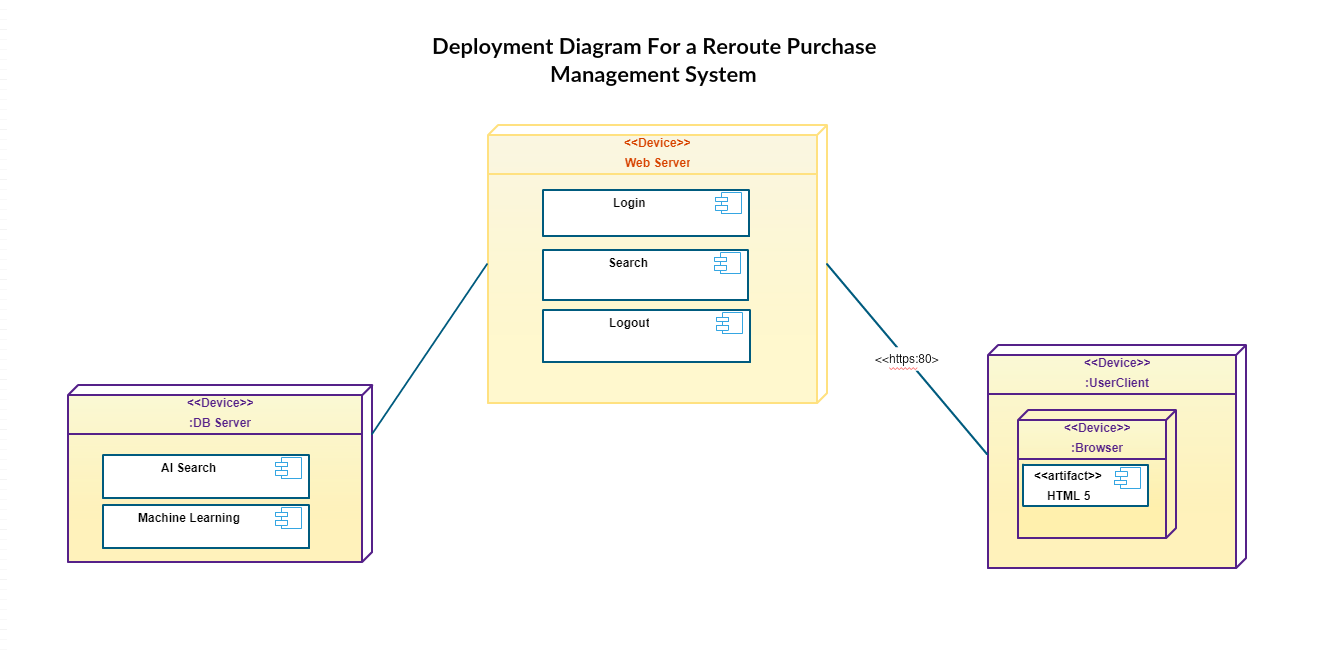 Deployment Diagram For a Reroute Purchase
Management System
<<Device>>
Web Server
Login
Search
Logout
<<https:80>
<<Device>>
:UserClient
<<Device>>
:Browser
<<artifact>>
HTML 5
<<Device>>
:DB Server
AI Search
Machine Learning